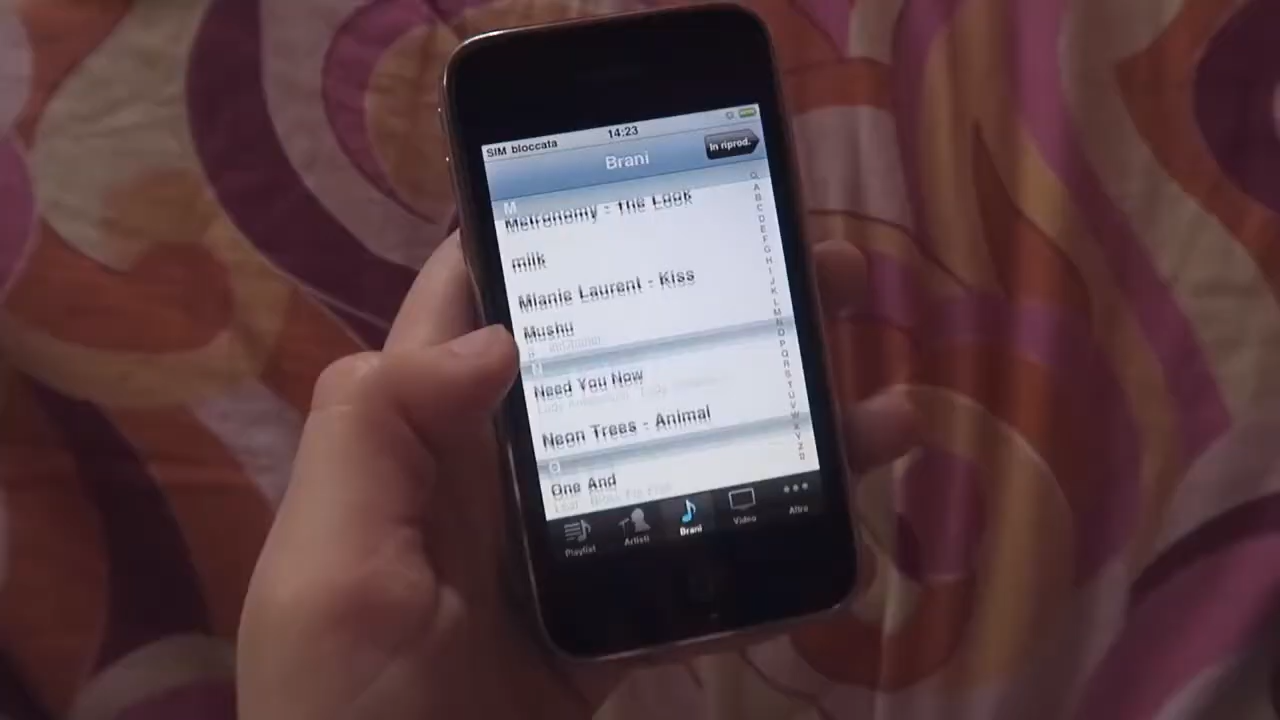 SIM bloccata 14:23
Brani In riprod.
M
Metronomy - The Look
milk
Mlanie Laurent - Kiss
Mushu
N
Need You Now
Neon Trees - Animal
O
One And
A
B
C
D
E
F
G
H
I
J
K
L
M
N
O
P
Q
R
S
T
U
V
W
X
Y
Z
#
Playlist Artisti Brani Video Altro